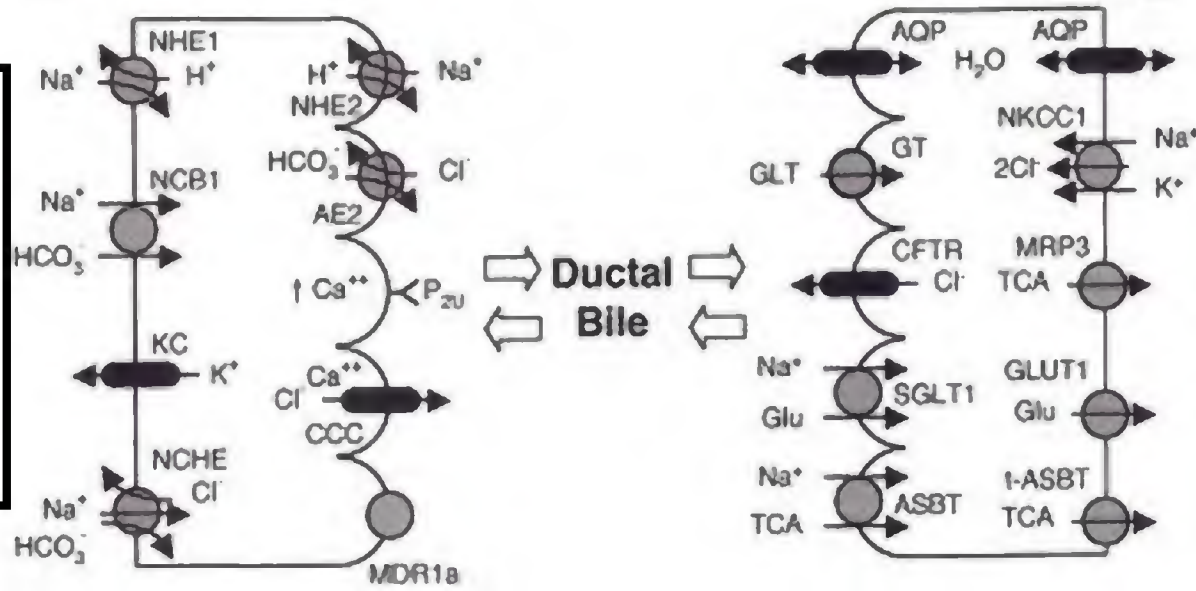 NHE1
Na⁺ H⁺
H⁺ Na⁺
NHE2
NCB1
Na⁺
HCO₃⁻
HCO₃⁻ Cl⁻
AE2
↑ Ca⁺⁺ P₂U
KC
K⁺
Ca⁺⁺
Cl⁻
CCC
NCHE
Cl⁻
Na⁺
HCO₃⁻
MDR1a
Ductal
Bile
AQP AQP
H₂O
NKCC1
Na⁺
2Cl⁻
K⁺
GT
GLT
CFTR
Cl⁻
MRP3
TCA
Na⁺
SGLT1
Glu
GLUT1
Glu
Na⁺
ASBT
TCA
t-ASBT
TCA